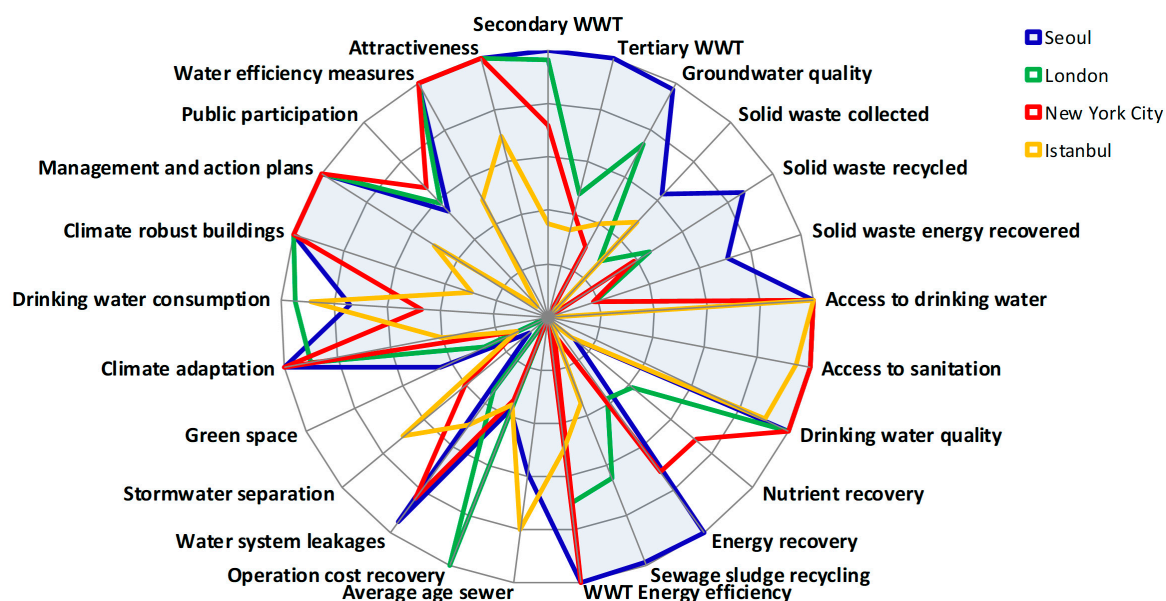 Secondary WWT
Tertiary WWT
Groundwater quality
Solid waste collected
Solid waste recycled
Solid waste energy recovered
Access to drinking water
Access to sanitation
Drinking water quality
Nutrient recovery
Energy recovery
Sewage sludge recycling
WWT Energy efficiency
Average age sewer
Operation cost recovery
Water system leakages
Stormwater separation
Green space
Climate adaptation
Drinking water consumption
Climate robust buildings
Management and action plans
Public participation
Water efficiency measures
Attractiveness
Seoul
London
New York City
Istanbul